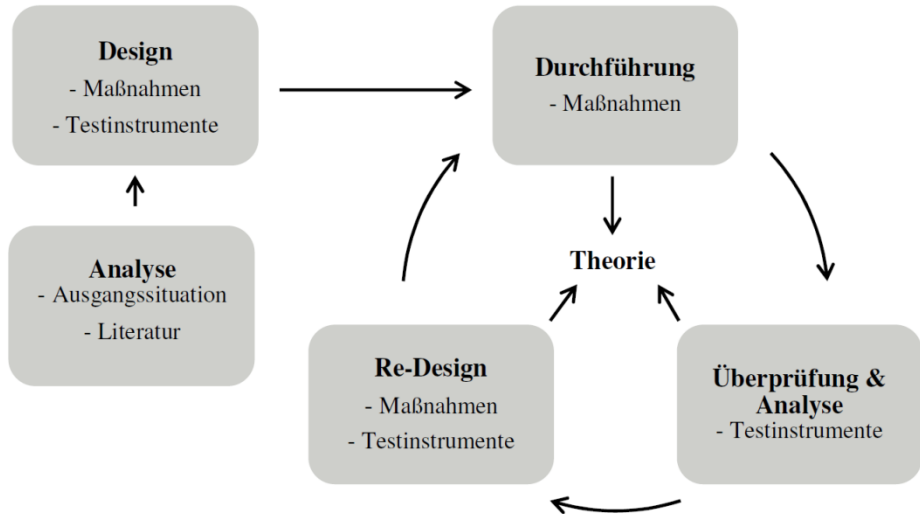 Design
- Maßnahmen
- Testinstrumente
Durchführung
- Maßnahmen
Analyse
- Ausgangssituation
- Literatur
Theorie
Re-Design
- Maßnahmen
- Testinstrumente
Überprüfung &
Analyse
- Testinstrumente